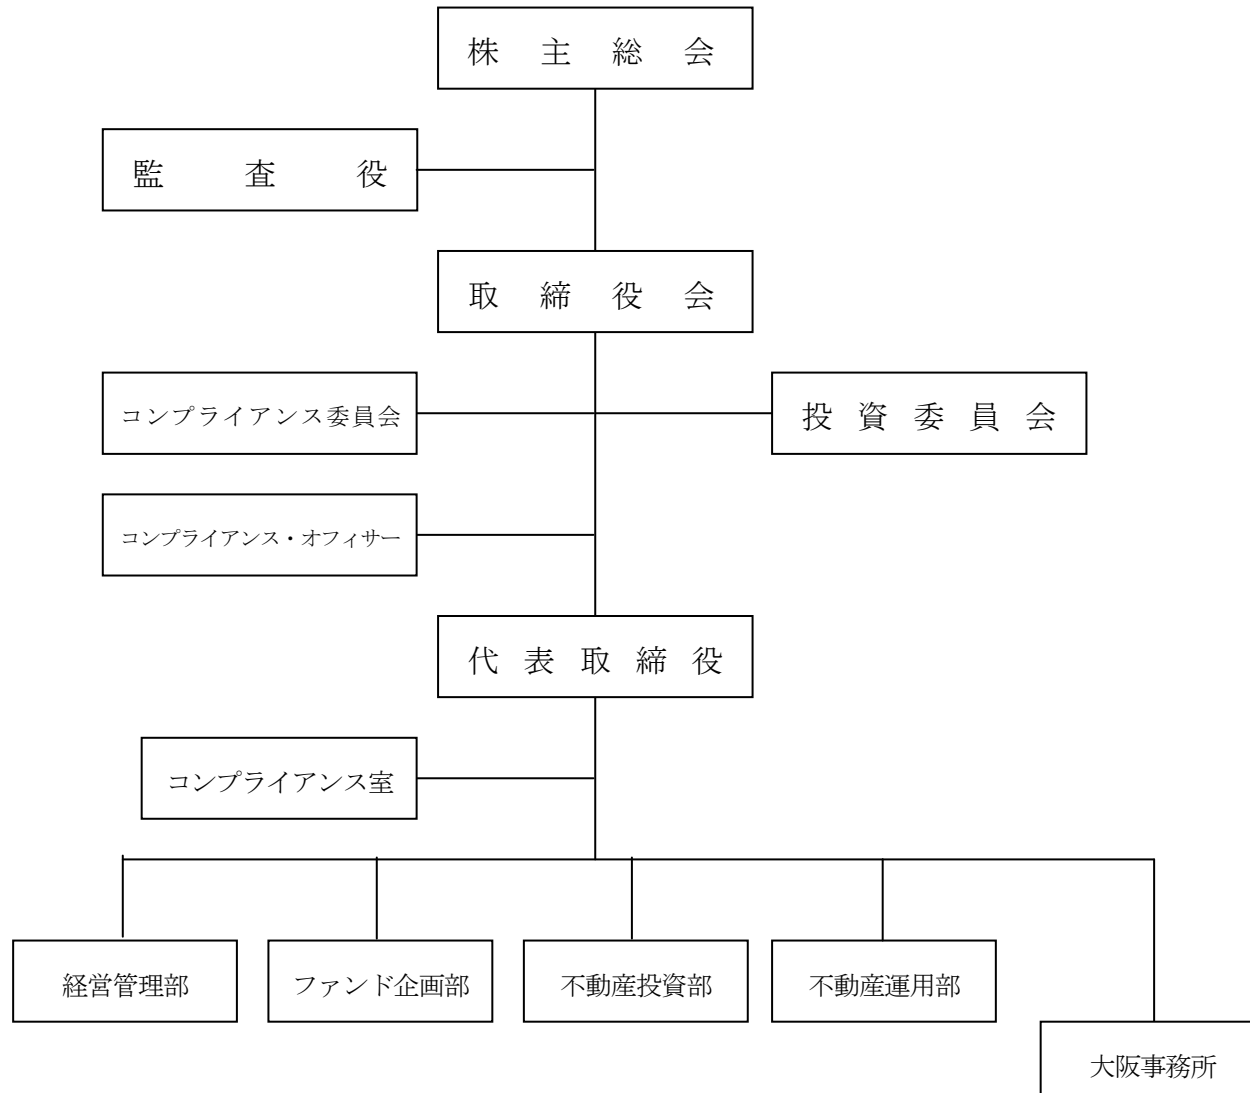 株主総会
監査役
取締役会
コンプライアンス委員会
投資委員会
コンプライアンス・オフィサー
代表取締役
コンプライアンス室
経営管理部
ファンド企画部
不動産投資部
不動産運用部
大阪事務所